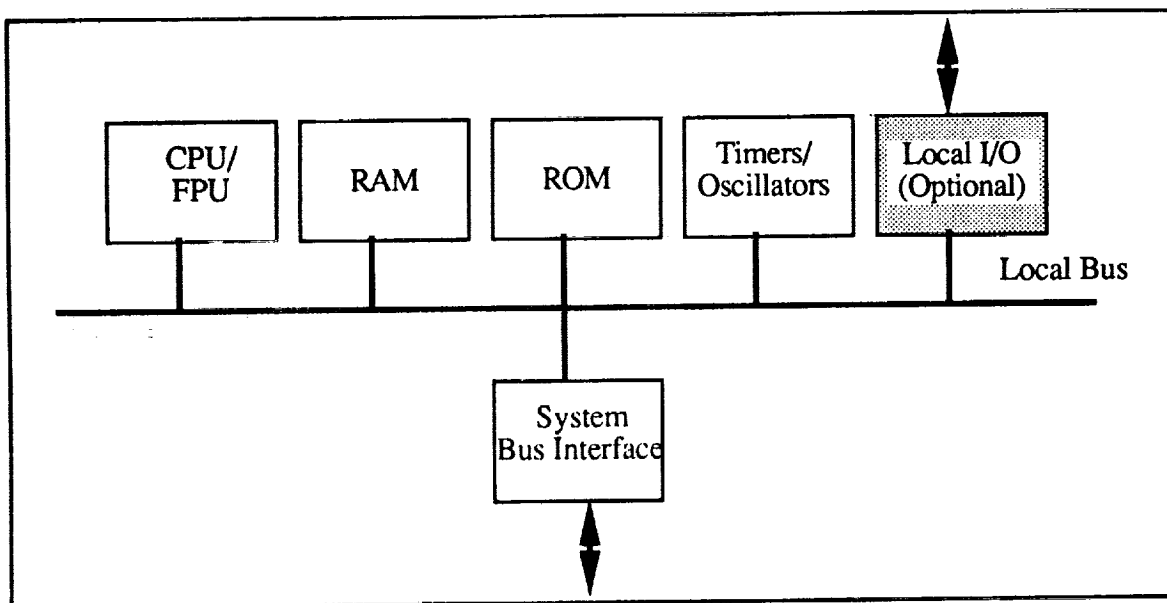 CPU/
FPU
RAM
ROM
Timers/
Oscillators
Local I/O
(Optional)
Local Bus
System
Bus Interface